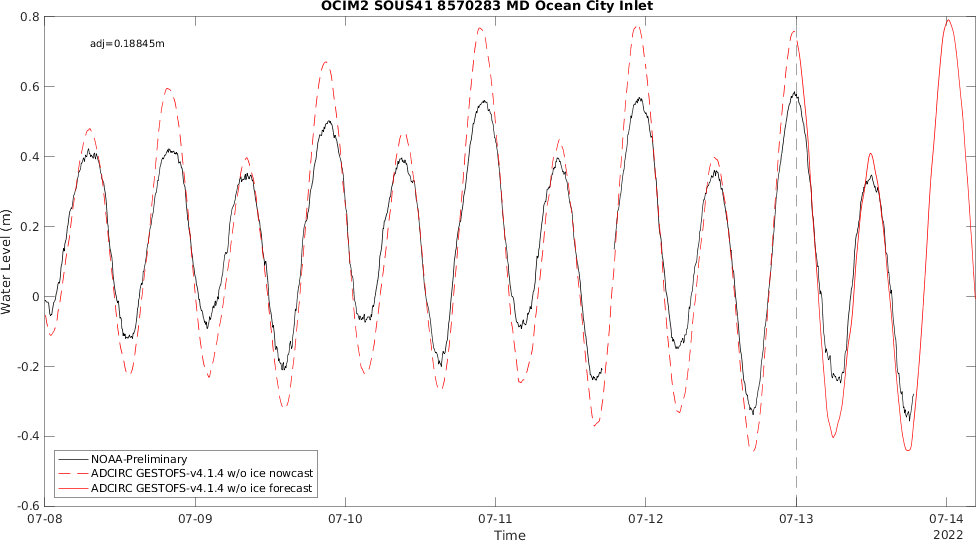 OCIM2 SOUS41 8570283 MD Ocean City Inlet
adj=0.18845m
Water Level (m)
0.8
0.6
0.4
0.2
0
-0.2
-0.4
-0.6
NOAA-Preliminary
ADCIRC GESTOFS-v4.1.4 w/o ice nowcast
ADCIRC GESTOFS-v4.1.4 w/o ice forecast
07-08 07-09 07-10 07-11 07-12 07-13 07-14
Time
2022